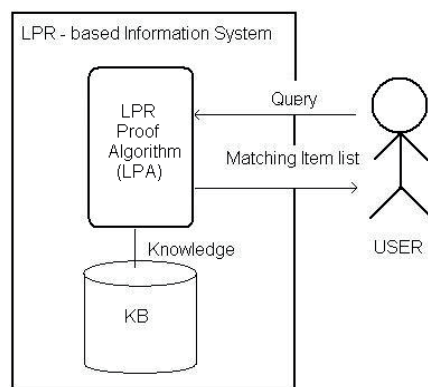 LPR - based Information System
LPR
Proof
Algorithm
(LPA)
Query
Matching Item list
USER
Knowledge
KB